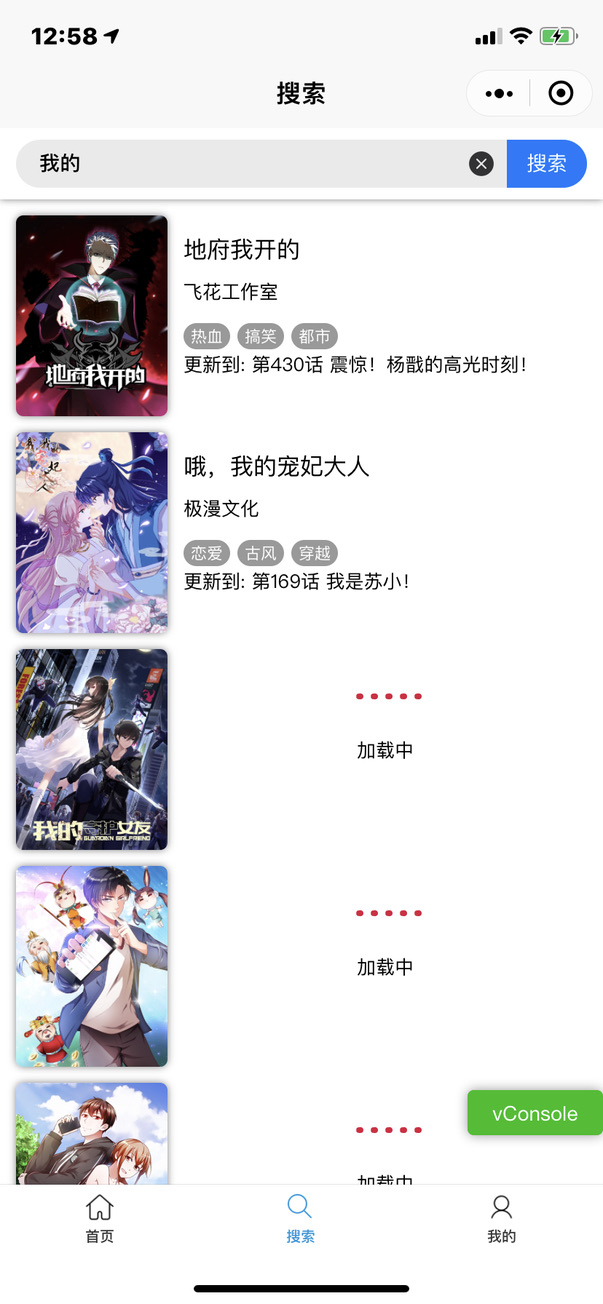 12:58
搜索
我的
搜索
地府我开的
地府我开的
飞花工作室
热血 搞笑 都市
更新到: 第430话 震惊！杨戬的高光时刻！
哦，我的宠妃大人
极漫文化
恋爱 古风 穿越
更新到: 第169话 我是苏小！
加载中
我的守护女友
加载中
加载中
vConsole
首页
搜索
我的